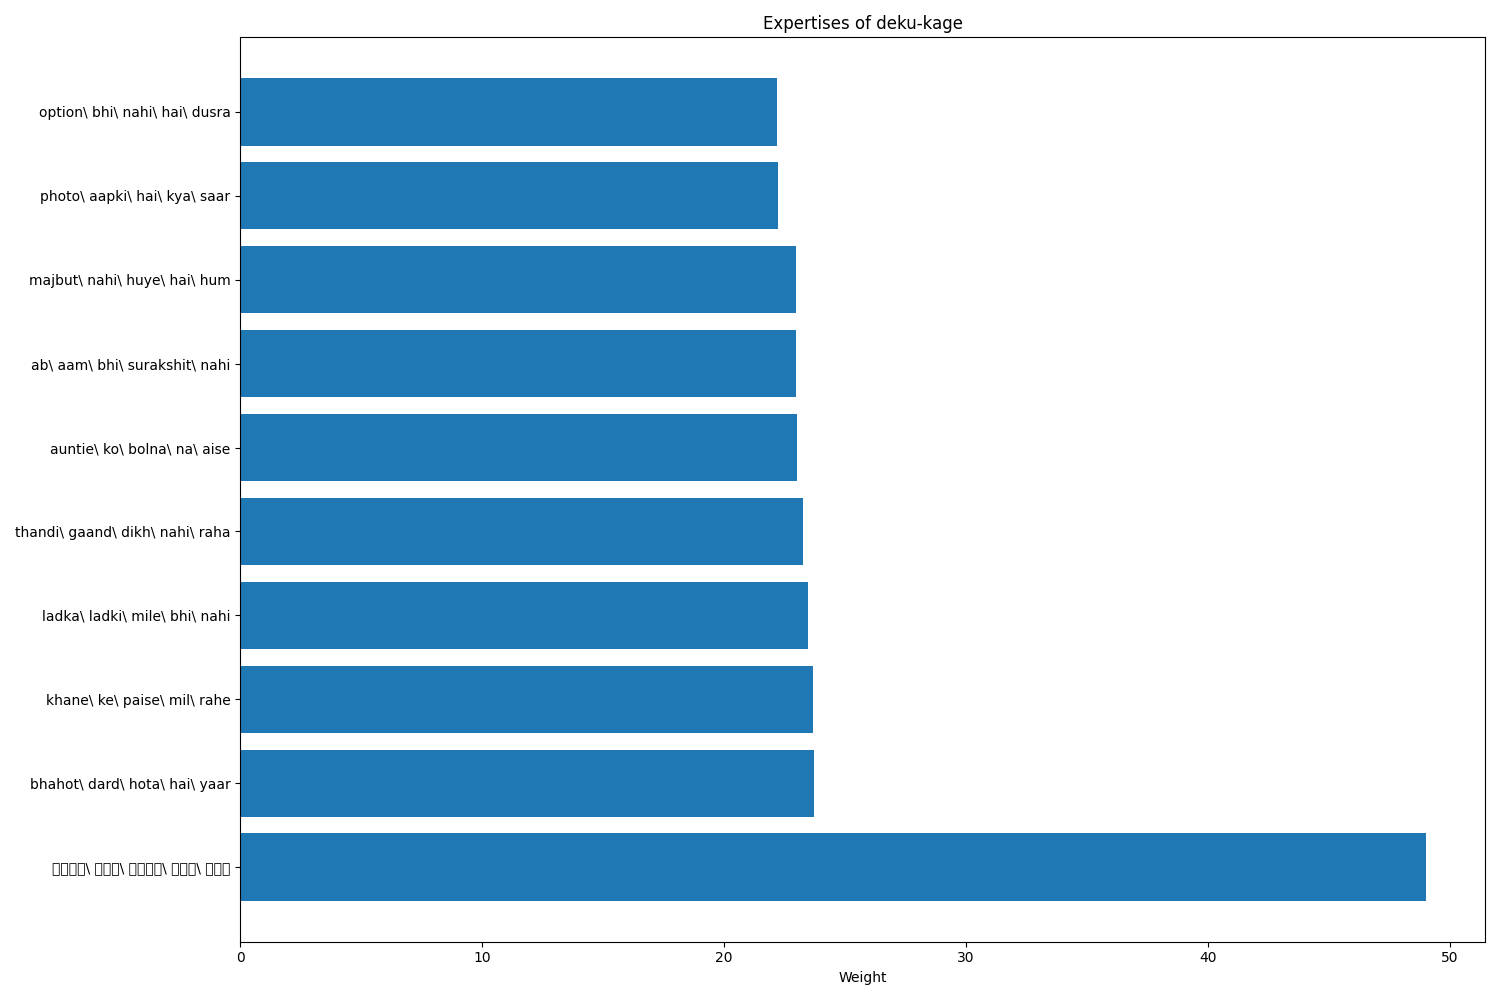 Expertises of deku-kage
option\ bhi\ nahi\ hai\ dusra
photo\ aapki\ hai\ kya\ saar
majbut\ nahi\ huye\ hai\ hum
ab\ aam\ bhi\ surakshit\ nahi
auntie\ ko\ bolna\ na\ aise
thandi\ gaand\ dikh\ nahi\ raha
ladka\ ladki\ mile\ bhi\ nahi
khane\ ke\ paise\ mil\ rahe
bhahot\ dard\ hota\ hai\ yaar
0 10 20 30 40 50
Weight